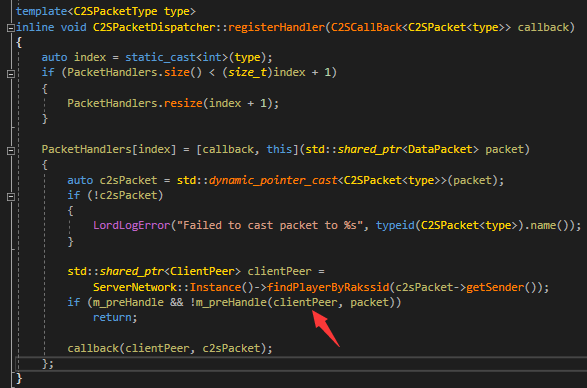 template<C2SPacketType type>
inline void C2SPacketDispatcher::registerHandler(C2SCallBack<C2SPacket<type>> callback)
{
auto index = static_cast<int>(type);
if (PacketHandlers.size() < (size_t)index + 1)
{
PacketHandlers.resize(index + 1);
}
PacketHandlers[index] = [callback, this](std::shared_ptr<DataPacket> packet)
{
auto c2sPacket = std::dynamic_pointer_cast<C2SPacket<type>>(packet);
if (!c2sPacket)
{
LordLogError("Failed to cast packet to %s", typeid(C2SPacket<type>).name());
}
std::shared_ptr<ClientPeer> clientPeer =
ServerNetwork::Instance()->findPlayerByRakssid(c2sPacket->getSender());
if (m_preHandle && !m_preHandle(clientPeer, packet))
return;
callback(clientPeer, c2sPacket);
};
}